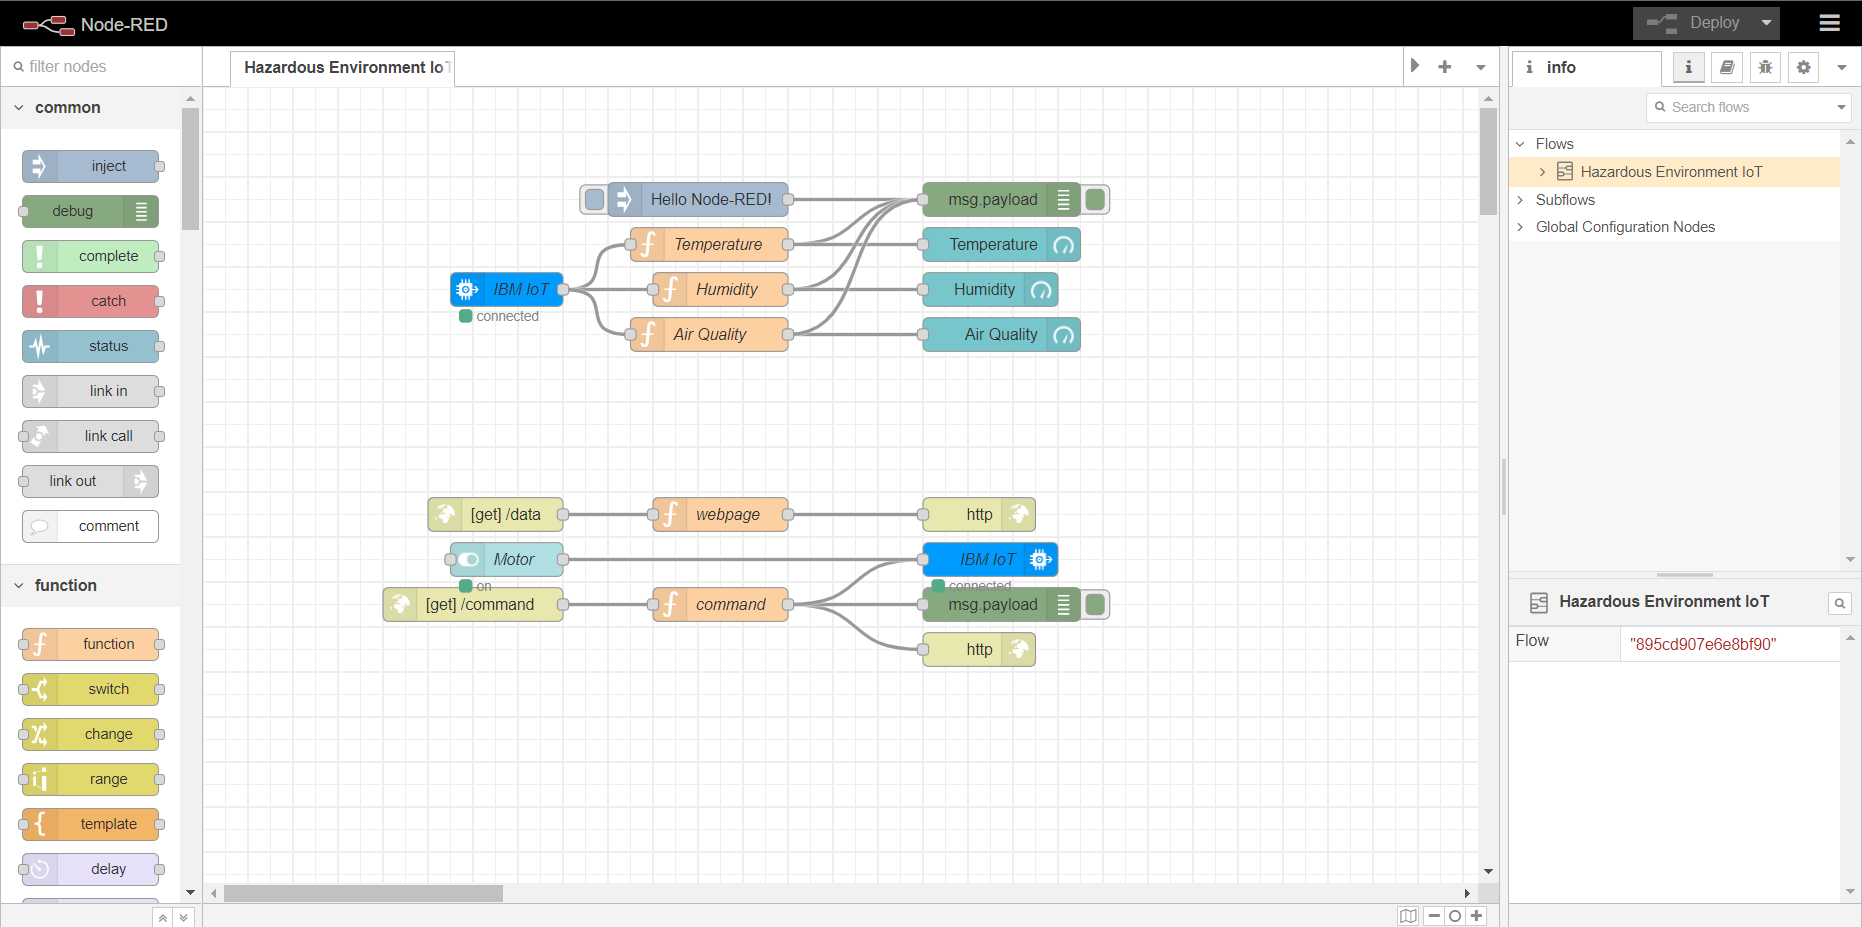 Node-RED
Deploy
filter nodes
Hazardous Environment IoT
info
Search flows
common
inject
debug
complete
catch
status
link in
link call
link out
comment
function
function
switch
change
range
template
delay
Hello Node-RED!
msg.payload
Temperature
Temperature
IBM IoT
Humidity
Humidity
connected
Air Quality
Air Quality
[get] /data
webpage
http
Motor
IBM IoT
on
connected
[get] /command
command
msg.payload
http
Flows
Hazardous Environment IoT
Subflows
Global Configuration Nodes
Hazardous Environment IoT
Flow
"895cd907e6e8bf90"